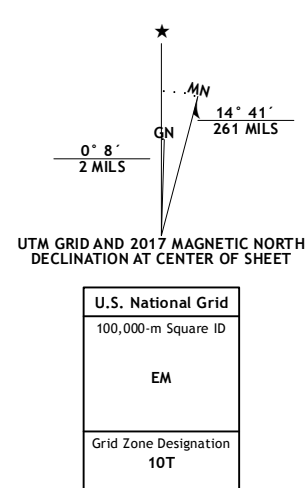 ★
MN
GN
14° 41´
261 MILS
0° 8´
2 MILS
UTM GRID AND 2017 MAGNETIC NORTH
DECLINATION AT CENTER OF SHEET
U.S. National Grid
100,000-m Square ID
EM
Grid Zone Designation
10T